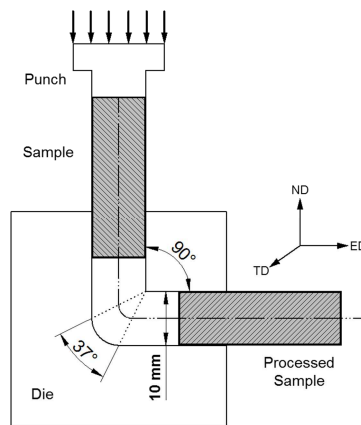 Punch
Sample
ND
ED
TD
90°
37°
10 mm
Die
Processed
Sample